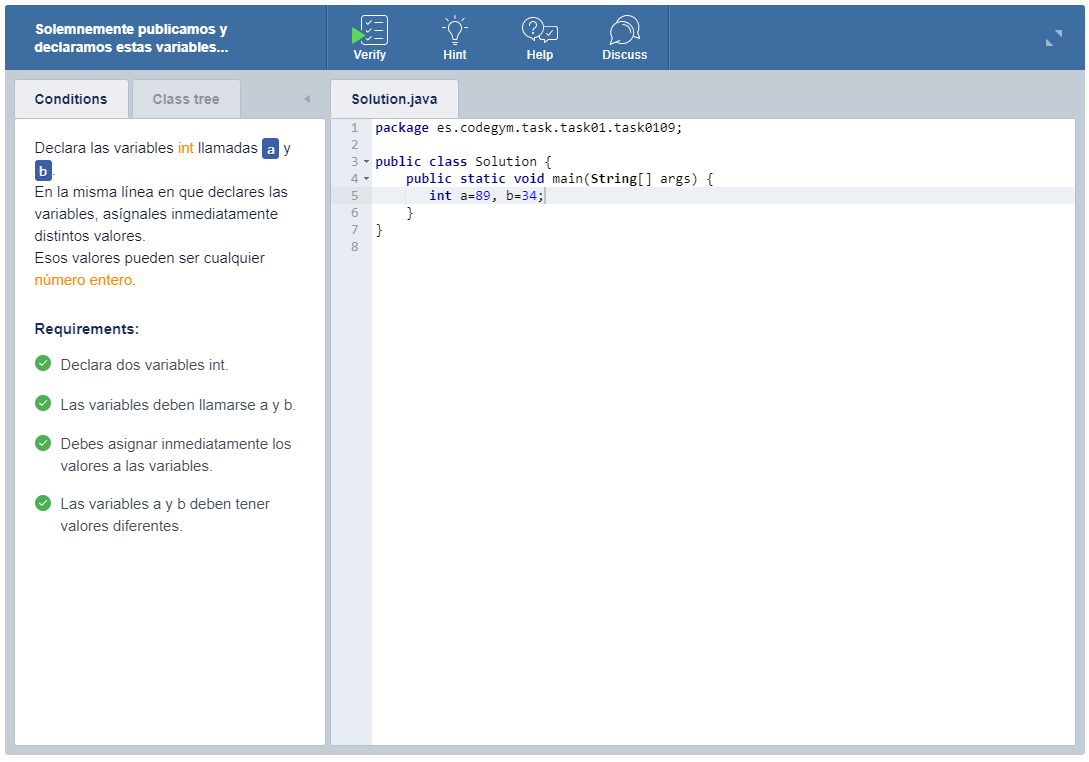 Solemnemente publicamos y
declaramos estas variables...
Verify
Hint
Help
Discuss
Conditions
Class tree
Declara las variables int llamadas a y
b.
En la misma línea en que declares las
variables, asígnales inmediatamente
distintos valores.
Esos valores pueden ser cualquier
número entero.
Requirements:
Declara dos variables int.
Las variables deben llamarse a y b.
Debes asignar inmediatamente los
valores a las variables.
Las variables a y b deben tener
valores diferentes.
Solution.java
1 package es.codegym.task.task01.task0109;
2
3 public class Solution {
4 public static void main(String[] args) {
5 int a=89, b=34;
6 }
7 }
8